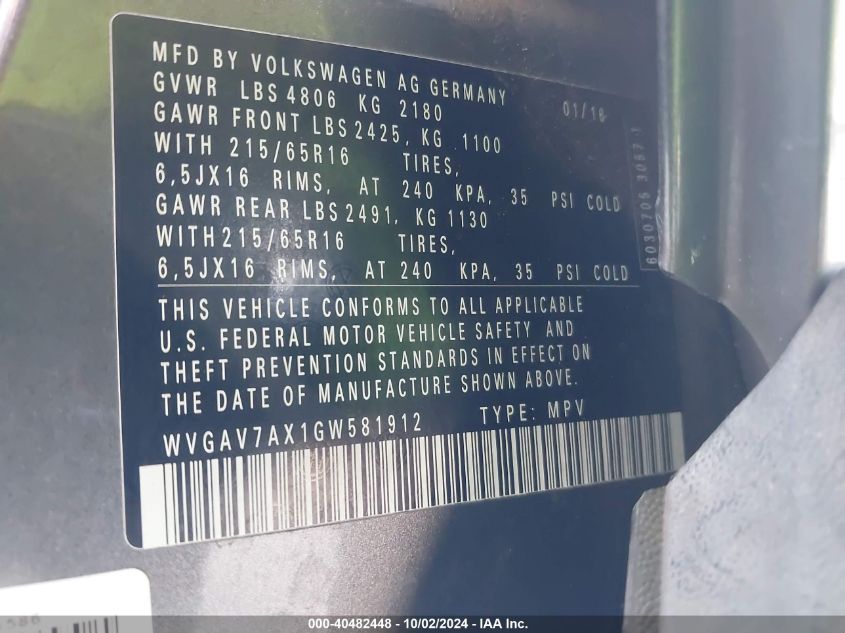 MFD BY VOLKSWAGEN AG GERMANY
GVWR LBS 4806 KG 2180 01/16
GAWR FRONT LBS 2425, KG 1100
WITH 215/65R16 TIRES,
6,5JX16 RIMS, AT 240 KPA, 35 PSI COLD
GAWR REAR LBS 2491, KG 1130
WITH 215/65R16 TIRES,
6,5JX16 RIMS, AT 240 KPA, 35 PSI COLD
THIS VEHICLE CONFORMS TO ALL APPLICABLE
U.S. FEDERAL MOTOR VEHICLE SAFETY AND
THEFT PREVENTION STANDARDS IN EFFECT ON
THE DATE OF MANUFACTURE SHOWN ABOVE.
WVGAV7AX1GW581912 TYPE: MPV
000-40482448 - 10/02/2024 - IAA Inc.